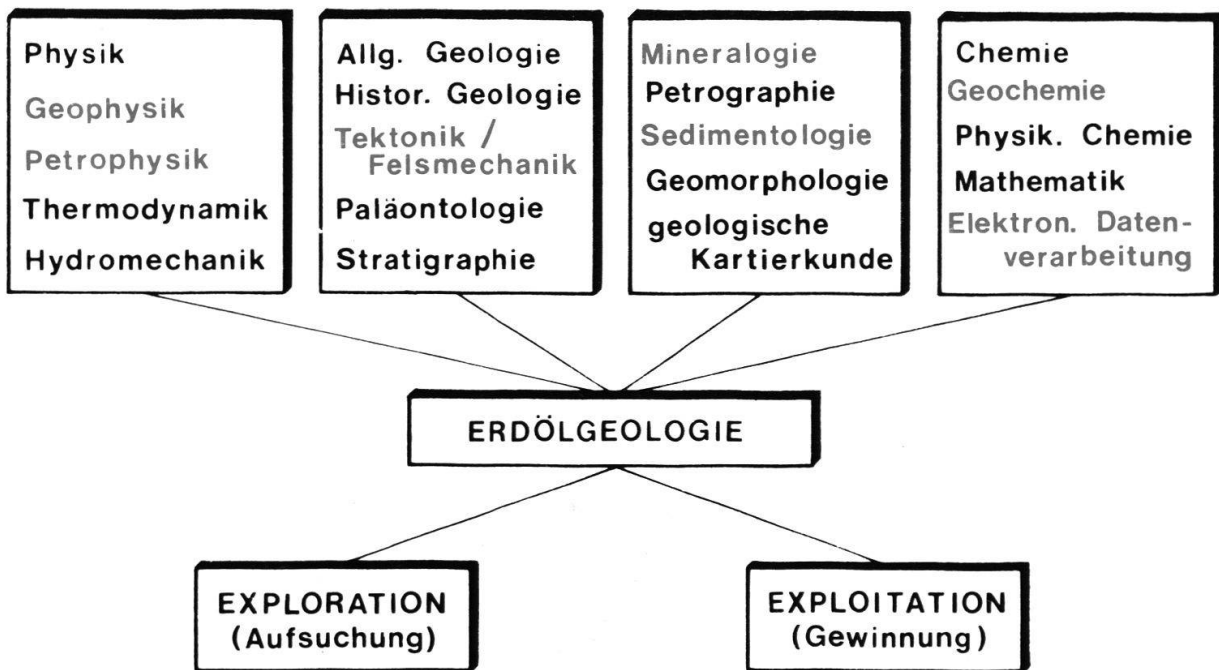 Physik
Geophysik
Petrophysik
Thermodynamik
Hydromechanik
Allg. Geologie
Histor. Geologie
Tektonik /
Felsmechanik
Paläontologie
Stratigraphie
Mineralogie
Petrographie
Sedimentologie
Geomorphologie
geologische
Kartierkunde
Chemie
Geochemie
Physik. Chemie
Mathematik
Elektron. Daten-
verarbeitung
ERDÖLGEOLOGIE
EXPLORATION
(Aufsuchung)
EXPLOITATION
(Gewinnung)